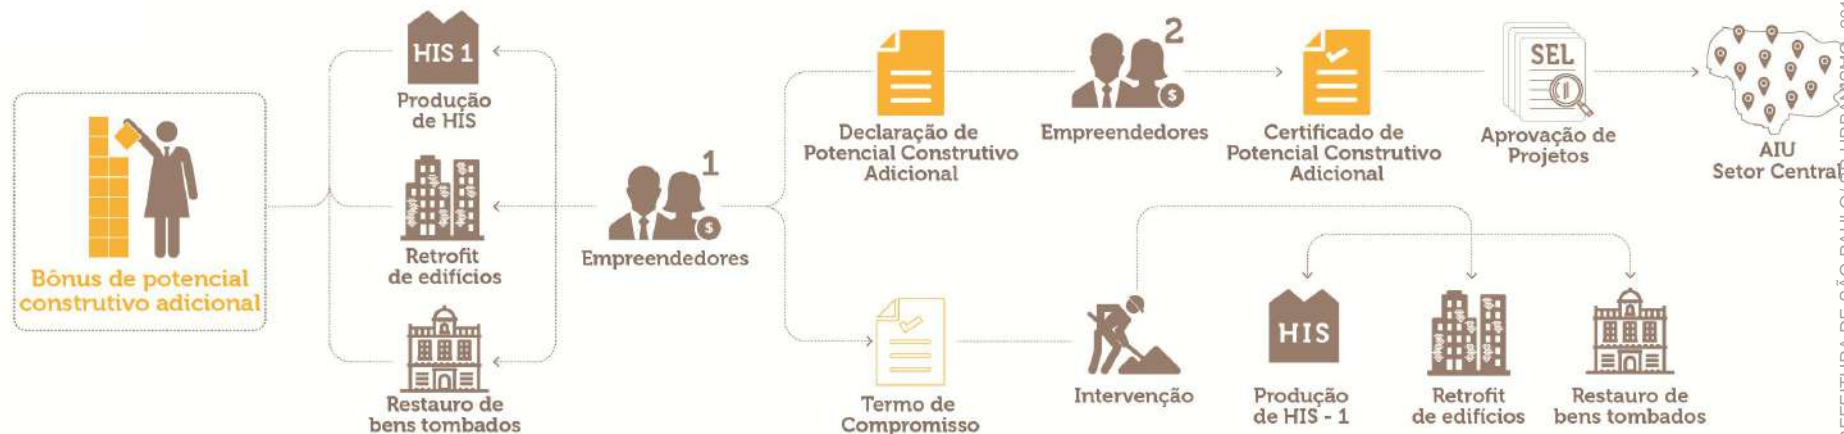 Bônus de potencial
construtivo adicional
HIS 1
Produção
de HIS
Retrofit
de edifícios
Restauro de
bens tombados
1
$
Empreendedores
Declaração de
Potencial Construtivo
Adicional
2
$
Empreendedores
Certificado de
Potencial Construtivo
Adicional
SEL
Aprovação de
Projetos
AIU
Setor Central
Termo de
Compromisso
Intervenção
HIS
Produção
de HIS - 1
Retrofit
de edifícios
Restauro de
bens tombados